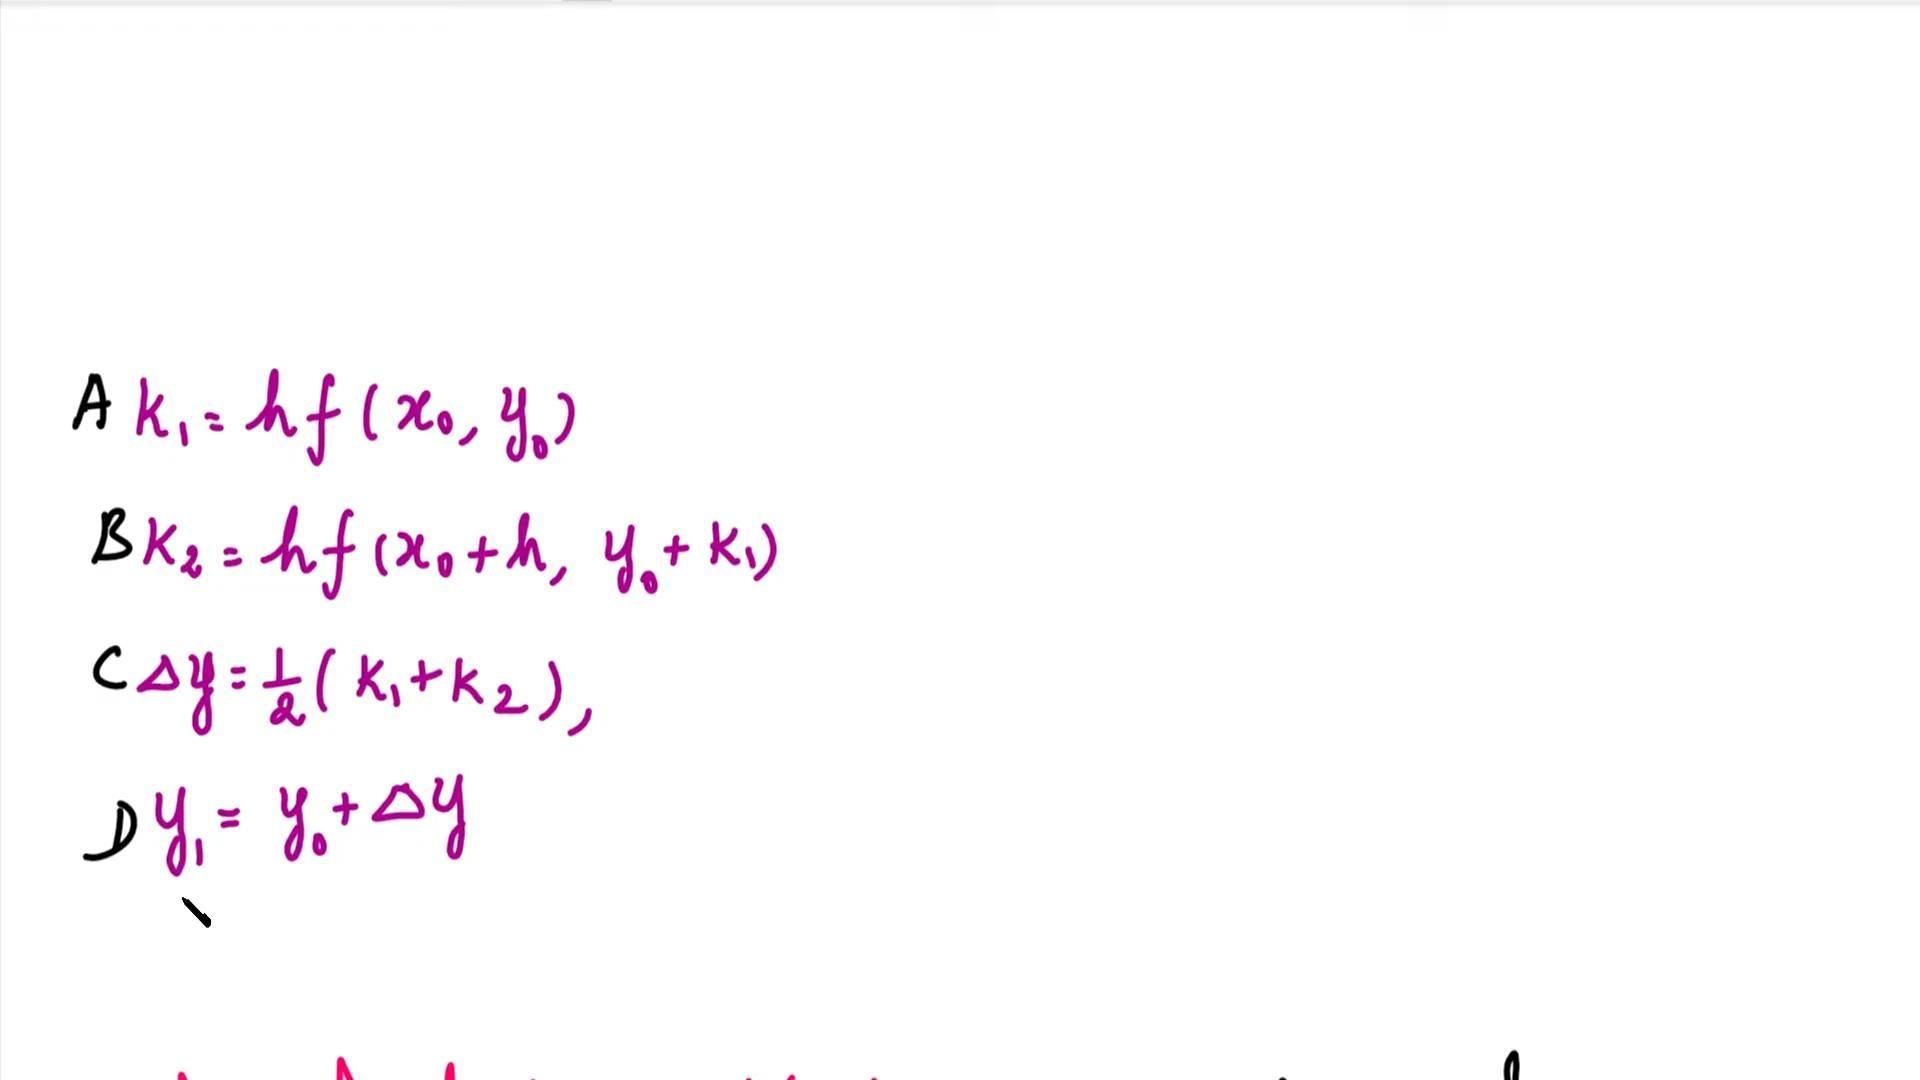 A K₁ = hf(x₀, y₀)
B K₂ = hf(x₀+h, y₀+K₁)
C Δy = ½(K₁+K₂),
D y₁ = y₀+Δy